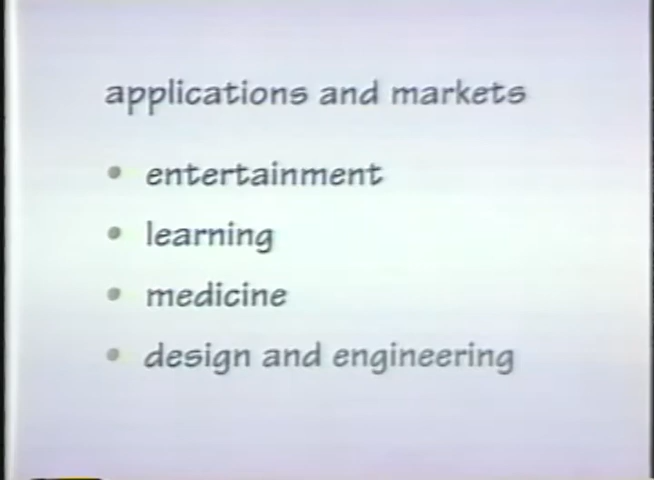 applications and markets
• entertainment
• learning
• medicine
• design and engineering